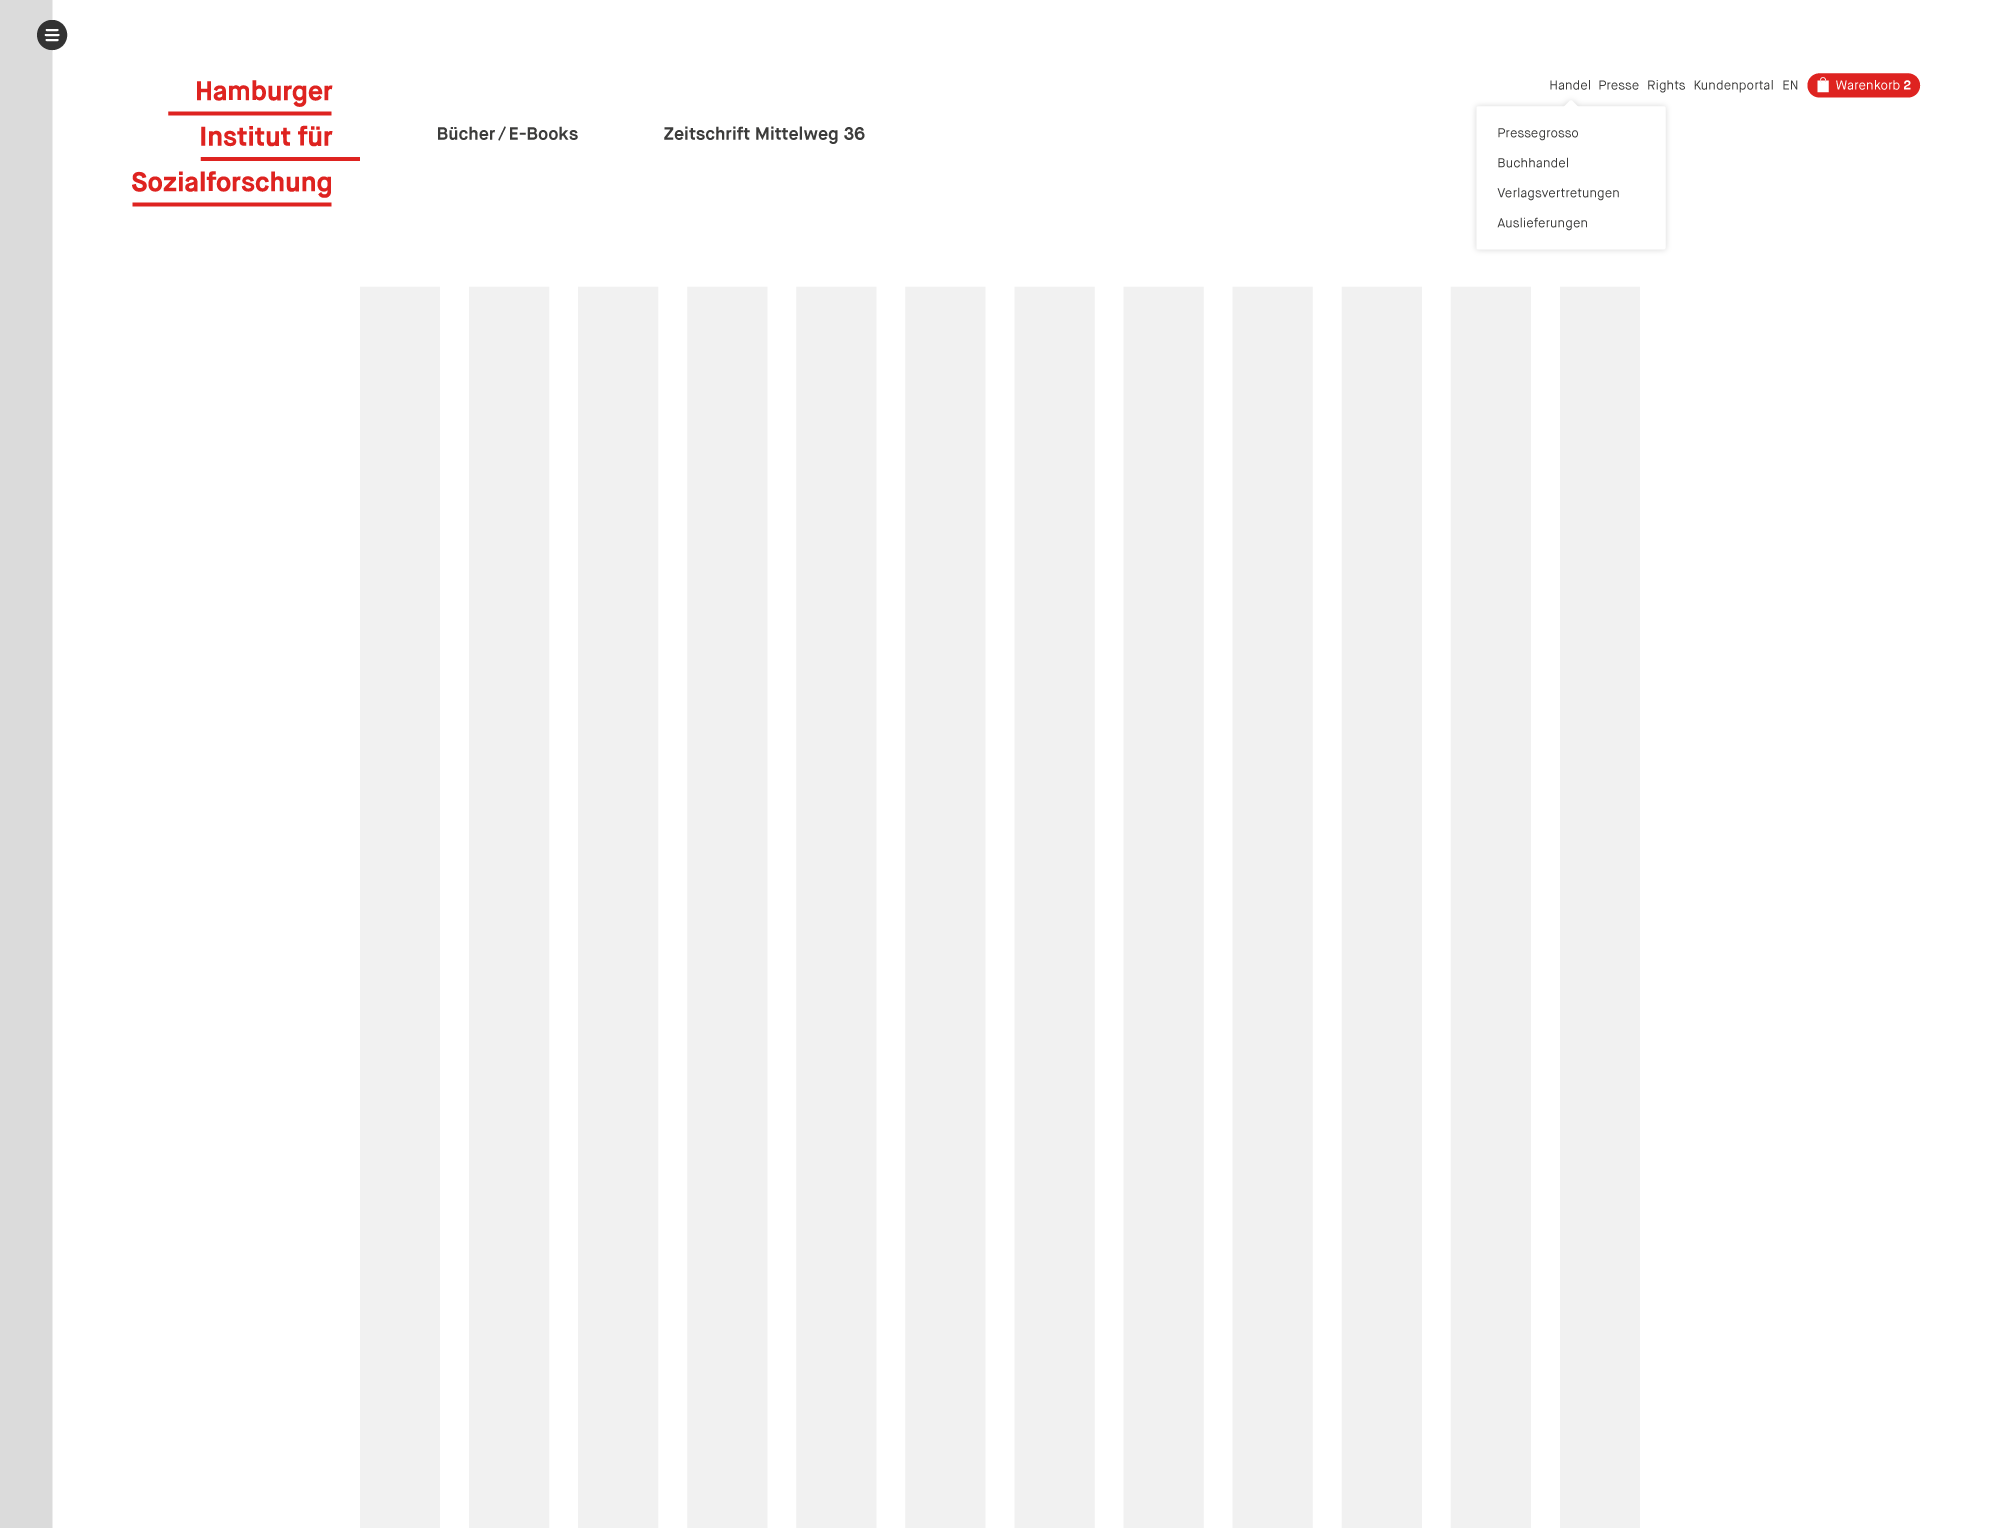 Hamburger
Institut für
Sozialforschung
Bücher / E-Books
Zeitschrift Mittelweg 36
Handel Presse Rights Kundenportal EN Warenkorb 2
Pressegrosso
Buchhandel
Verlagsvertretungen
Auslieferungen